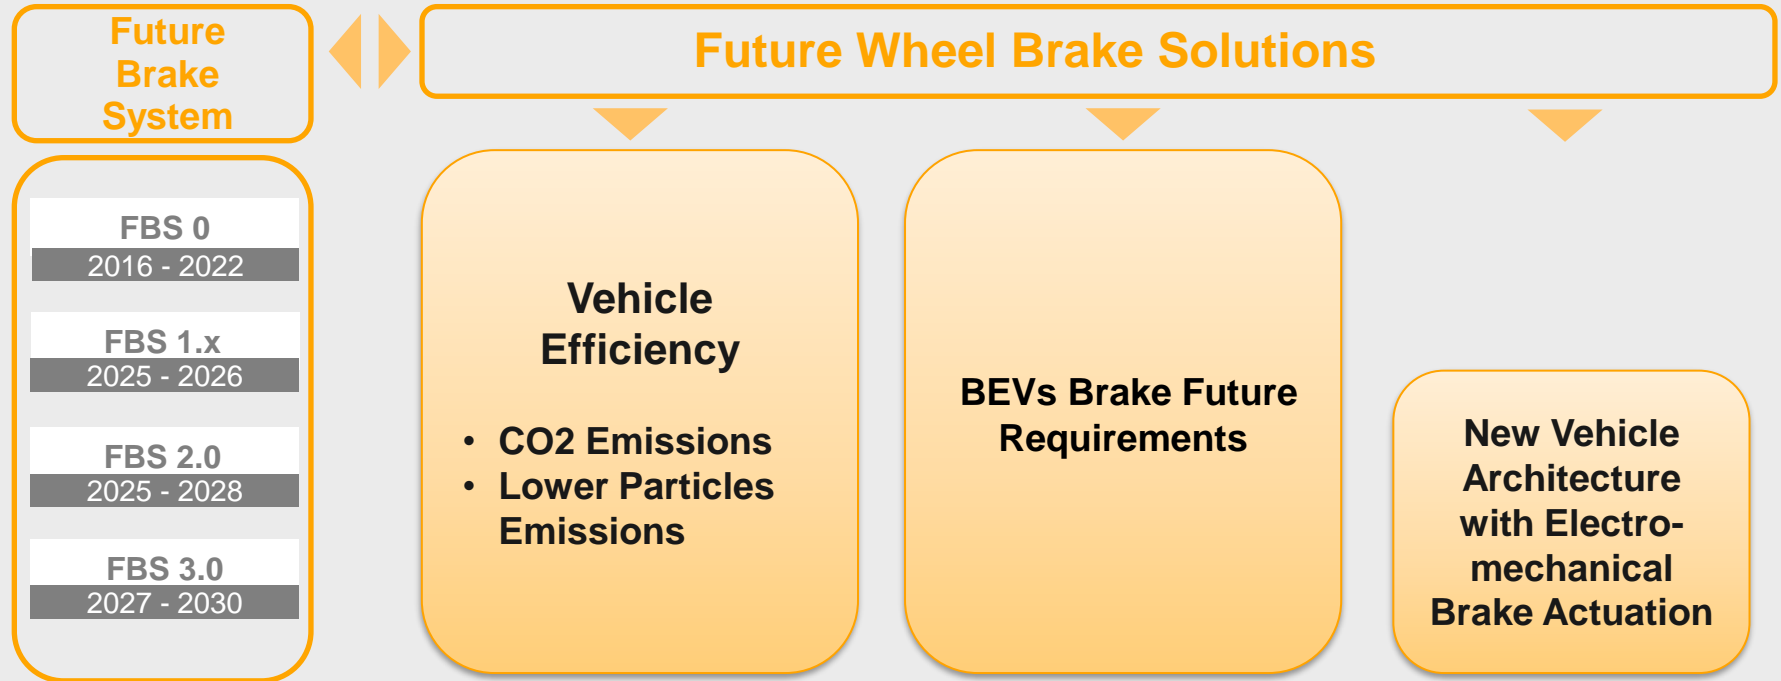 Future
Brake
System
Future Wheel Brake Solutions
FBS 0
2016 - 2022
FBS 1.x
2025 - 2026
FBS 2.0
2025 - 2028
FBS 3.0
2027 - 2030
Vehicle
Efficiency
• CO2 Emissions
• Lower Particles
Emissions
BEVs Brake Future
Requirements
New Vehicle
Architecture
with Electro-
mechanical
Brake Actuation